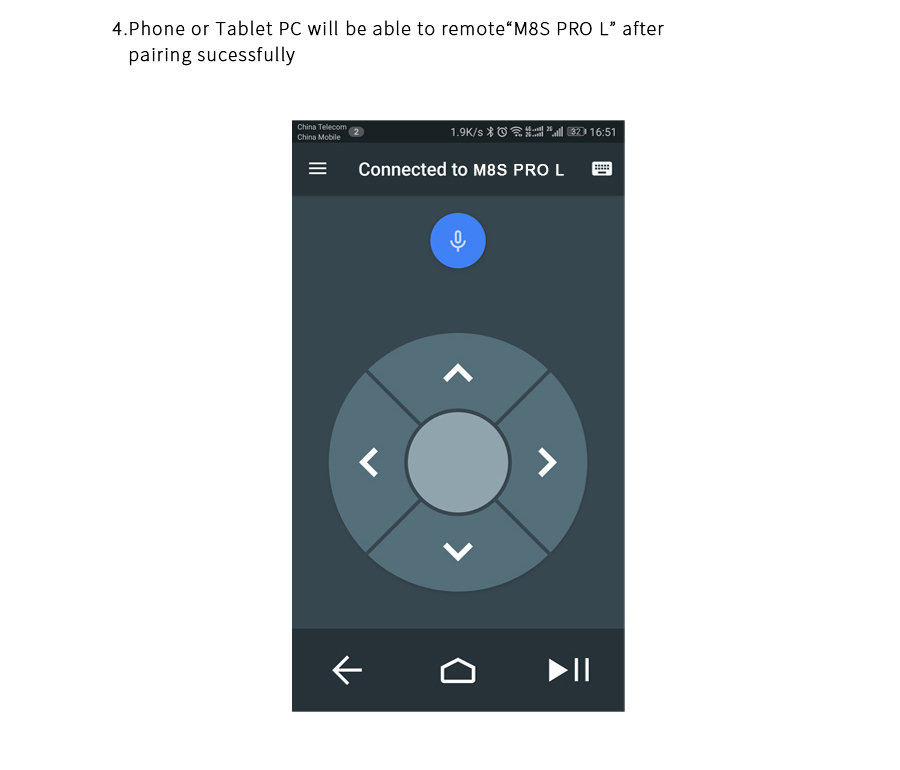 4.Phone or Tablet PC will be able to remote“M8S PRO L” after
pairing sucessfully
China Telecom
China Mobile
2
1.9K/s
4G
2G
2G
32
16:51
Connected to M8S PRO L